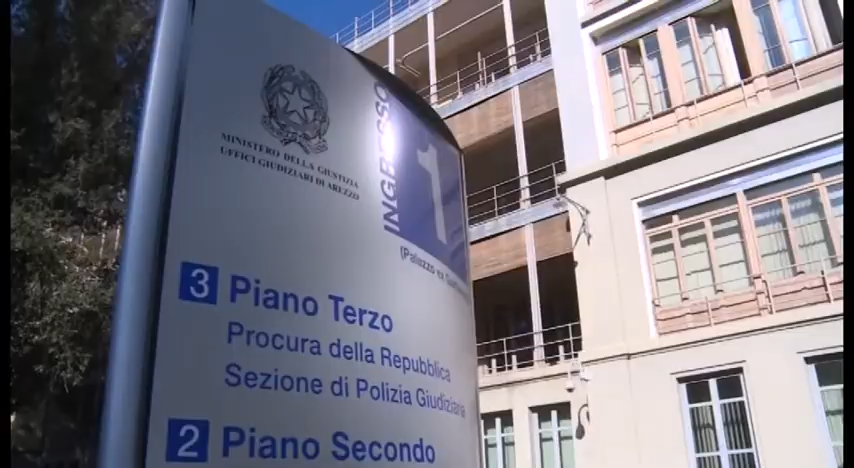 MINISTERO DELLA GIUSTIZIA
UFFICI GIUDIZIARI DI AREZZO
INGRESSO 1
(Palazzo ex
3 Piano Terzo
Procura della Repubblica
Sezione di Polizia Giudiziaria
2 Piano Secondo